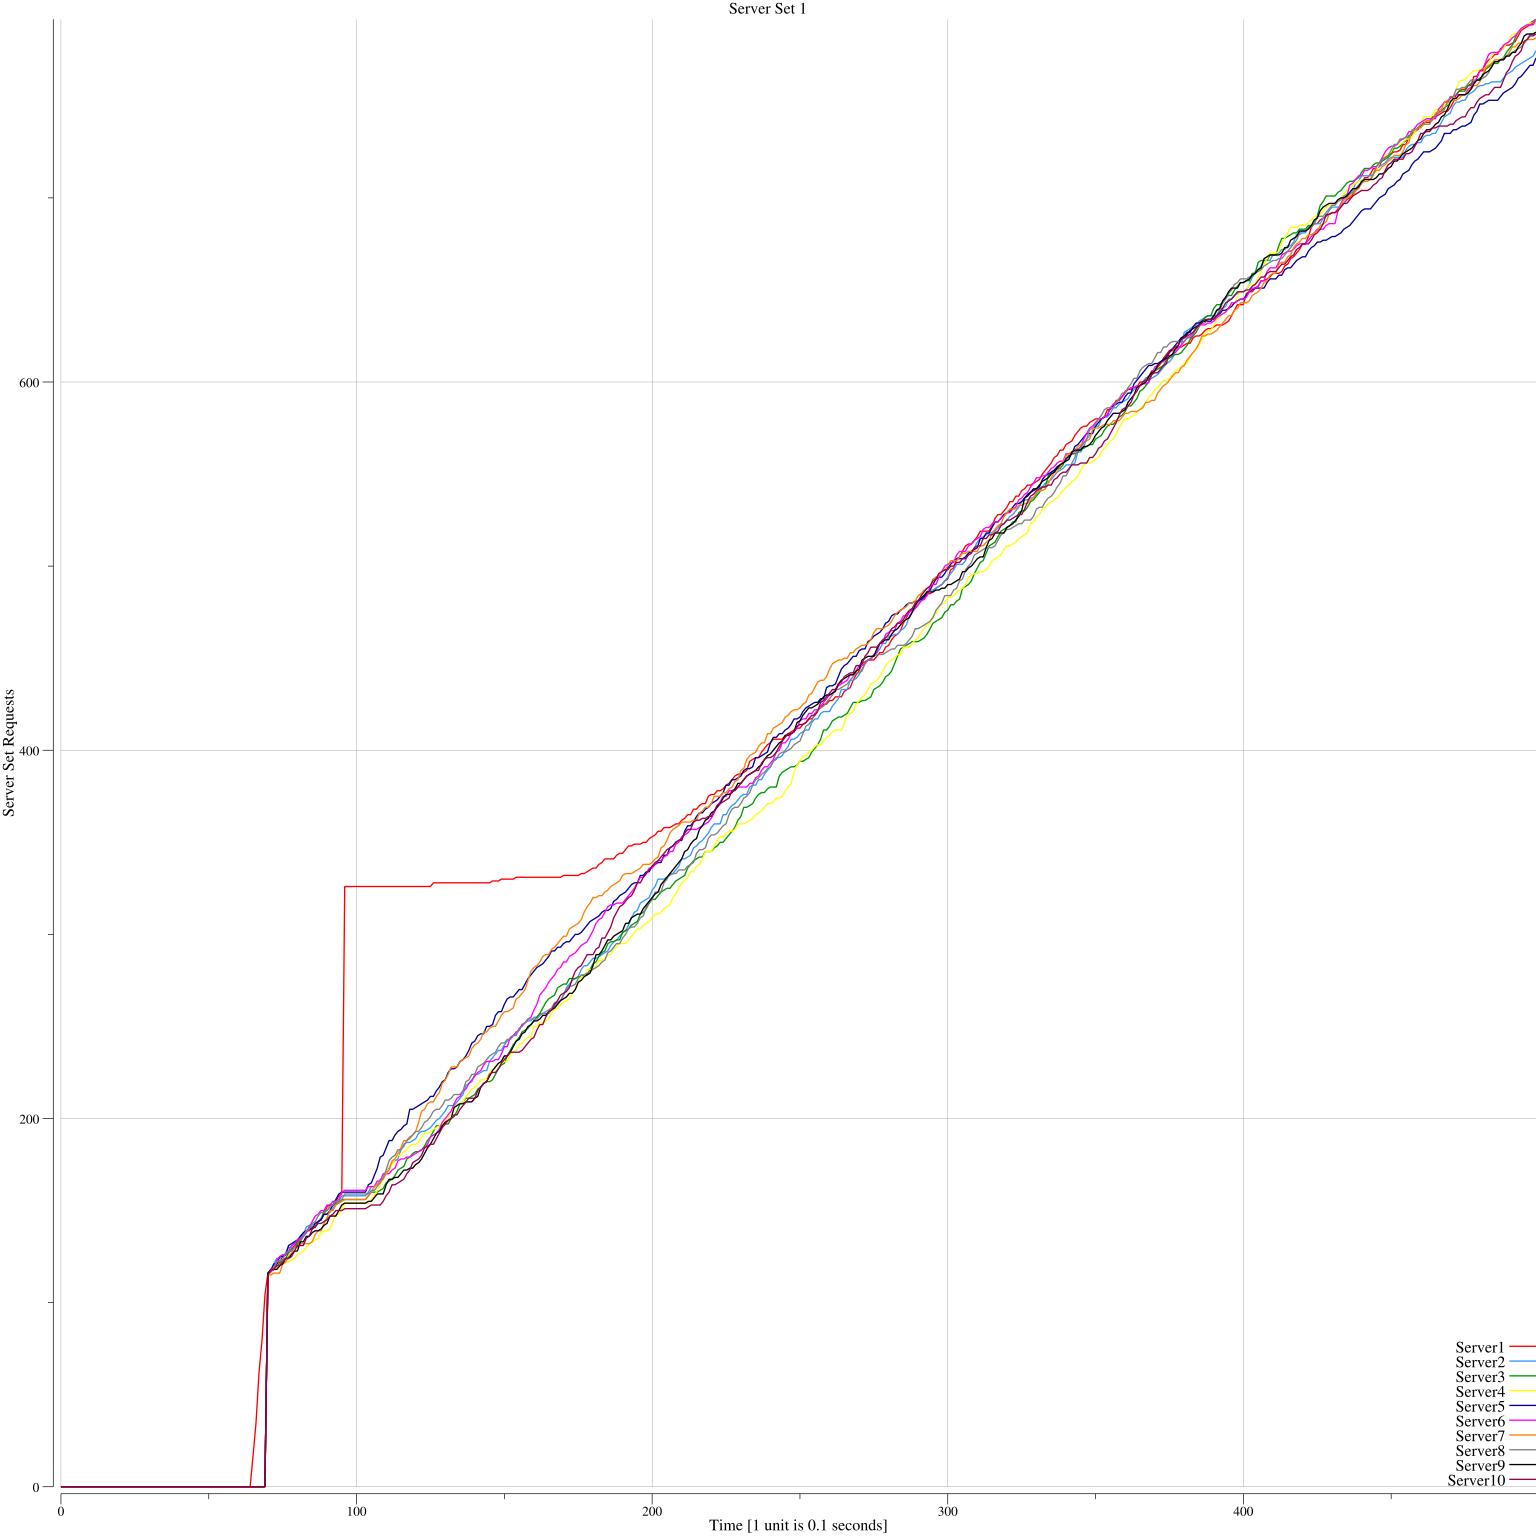 Server Set 1
Server Set Requests
600
400
200
0
0 100 200 300 400
Time [1 unit is 0.1 seconds]
Server1
Server2
Server3
Server4
Server5
Server6
Server7
Server8
Server9
Server10